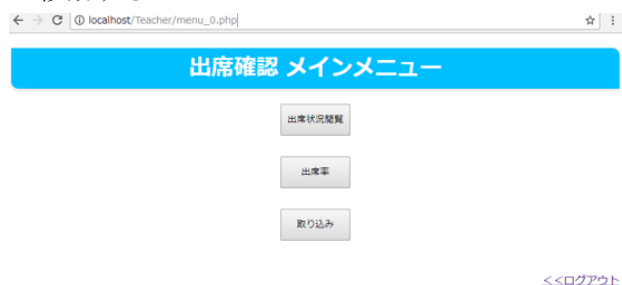 localhost/Teacher/menu_0.php
出席確認 メインメニュー
出席状況閲覧
出席率
取り込み
<<ログアウト